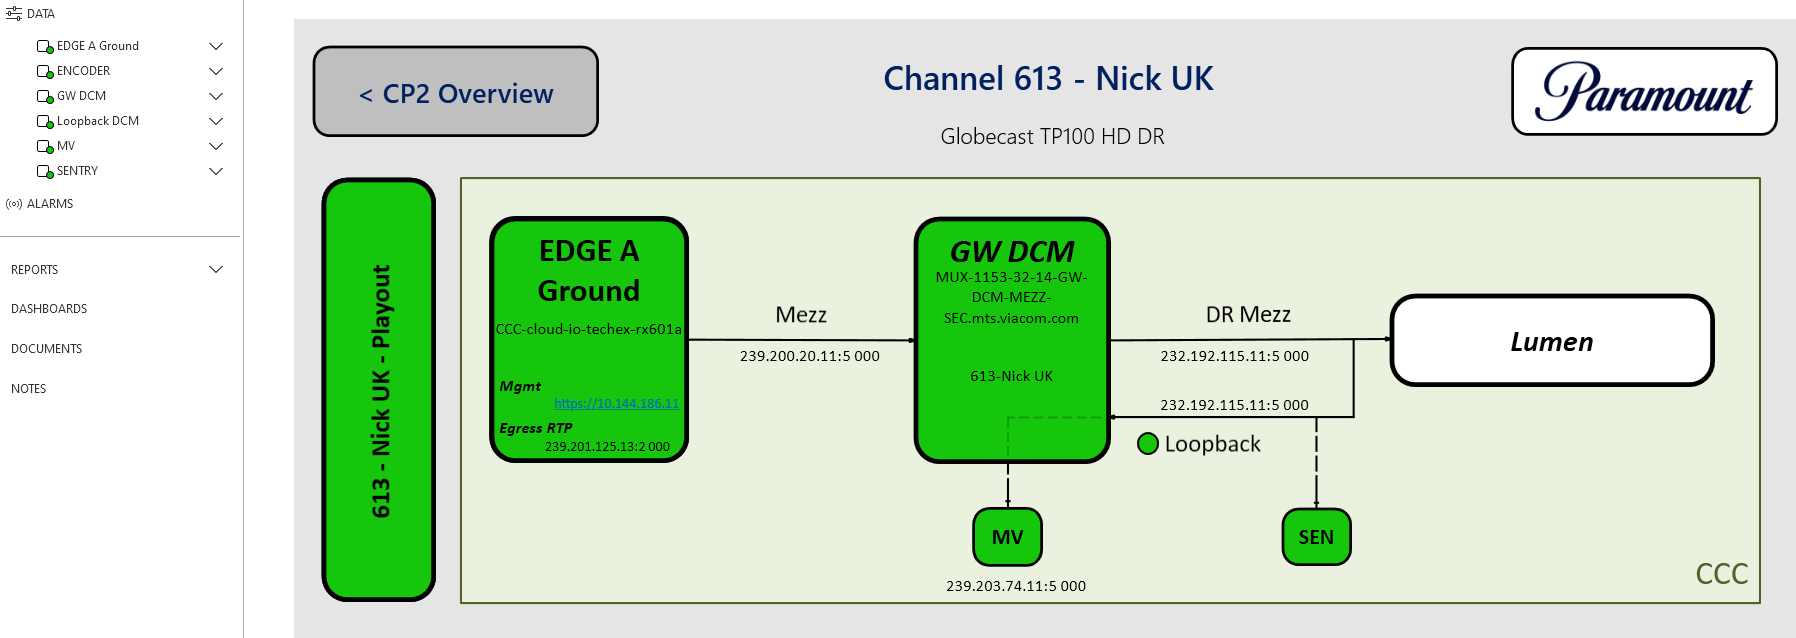 DATA
EDGE A Ground
ENCODER
GW DCM
Loopback DCM
MV
SENTRY
ALARMS
REPORTS
DASHBOARDS
DOCUMENTS
NOTES
< CP2 Overview
Channel 613 - Nick UK
Globecast TP100 HD DR
Paramount
613 - Nick UK - Playout
EDGE A
Ground
CCC-cloud-io-techex-rx601a
Mgmt
https://10.144.186.11
Egress RTP
239.201.125.13:2 000
Mezz
239.200.20.11:5 000
GW DCM
MUX-1153-32-14-GW-
DCM-MEZZ-
SEC.mts.viacom.com
613-Nick UK
DR Mezz
232.192.115.11:5 000
232.192.115.11:5 000
Loopback
Lumen
MV
239.203.74.11:5 000
SEN
CCC